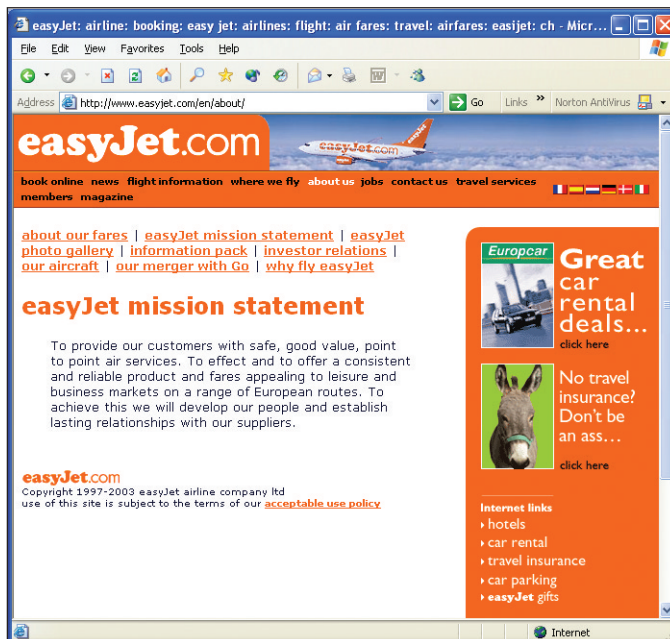 easyJet: airline: booking: easy jet: airlines: flight: air fares: travel: airfares: easijet: ch - Micr...
File Edit View Favorites Tools Help
Address http://www.easyjet.com/en/about/ Go Links » Norton AntiVirus
easyJet.com
easyJet.com
book online news flight information where we fly about us jobs contact us travel services
members magazine
about our fares | easyJet mission statement | easyJet
photo gallery | information pack | investor relations |
our aircraft | our merger with Go | why fly easyJet
easyJet mission statement
To provide our customers with safe, good value, point
to point air services. To effect and to offer a consistent
and reliable product and fares appealing to leisure and
business markets on a range of European routes. To
achieve this we will develop our people and establish
lasting relationships with our suppliers.
easyJet.com
Copyright 1997-2003 easyJet airline company ltd
use of this site is subject to the terms of our acceptable use policy
Europcar
Great
car
rental
deals...
click here
No travel
insurance?
Don't be
an ass...
click here
Internet links
hotels
car rental
travel insurance
car parking
easyJet gifts
Internet